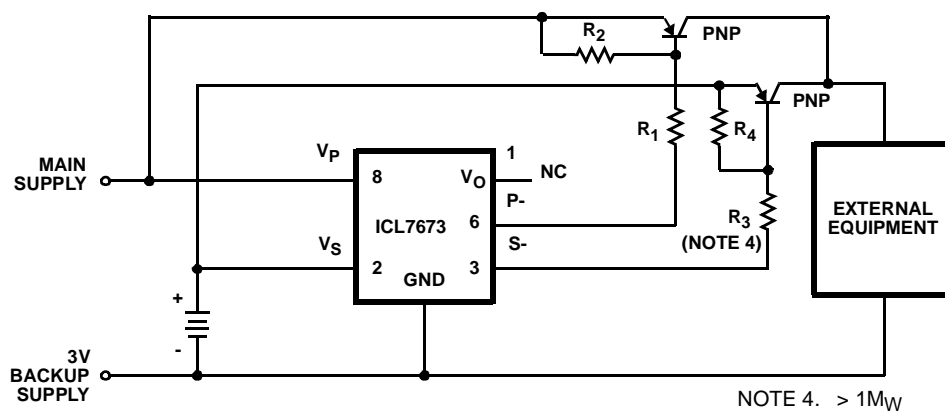 R2
PNP
PNP
R1
R4
VP
1
MAIN
SUPPLY
8
VO
NC
P-
ICL7673
6
R3
(NOTE 4)
EXTERNAL
EQUIPMENT
VS
S-
2
3
GND
+
-
3V
BACKUP
SUPPLY
NOTE 4. > 1MW